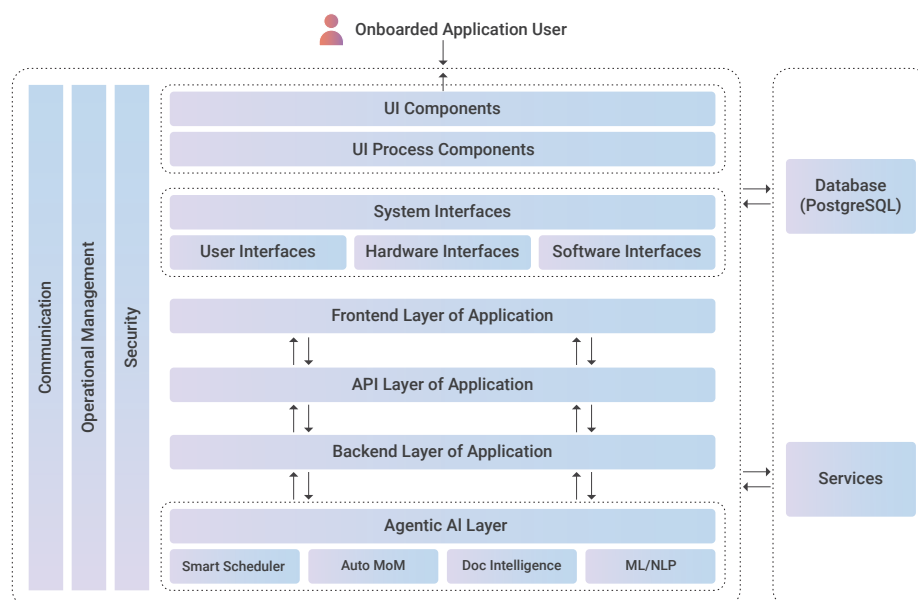 Onboarded Application User
Communication
Operational Management
Security
UI Components
UI Process Components
System Interfaces
User Interfaces
Hardware Interfaces
Software Interfaces
Frontend Layer of Application
API Layer of Application
Backend Layer of Application
Agentic AI Layer
Smart Scheduler
Auto MoM
Doc Intelligence
ML/NLP
Database
(PostgreSQL)
Services